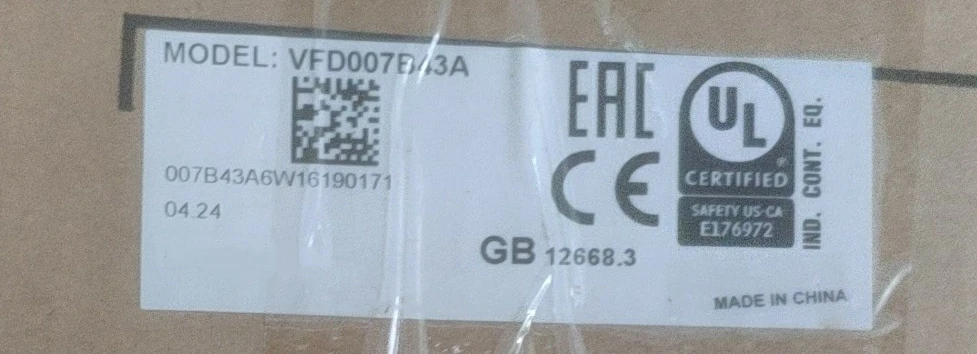 MODEL: VFD007B43A
007B43A6W16190171
04.24
EAC
CE
GB 12668.3
UL
®
CERTIFIED
SAFETY US-CA
E176972
IND. CONT. EQ.
MADE IN CHINA